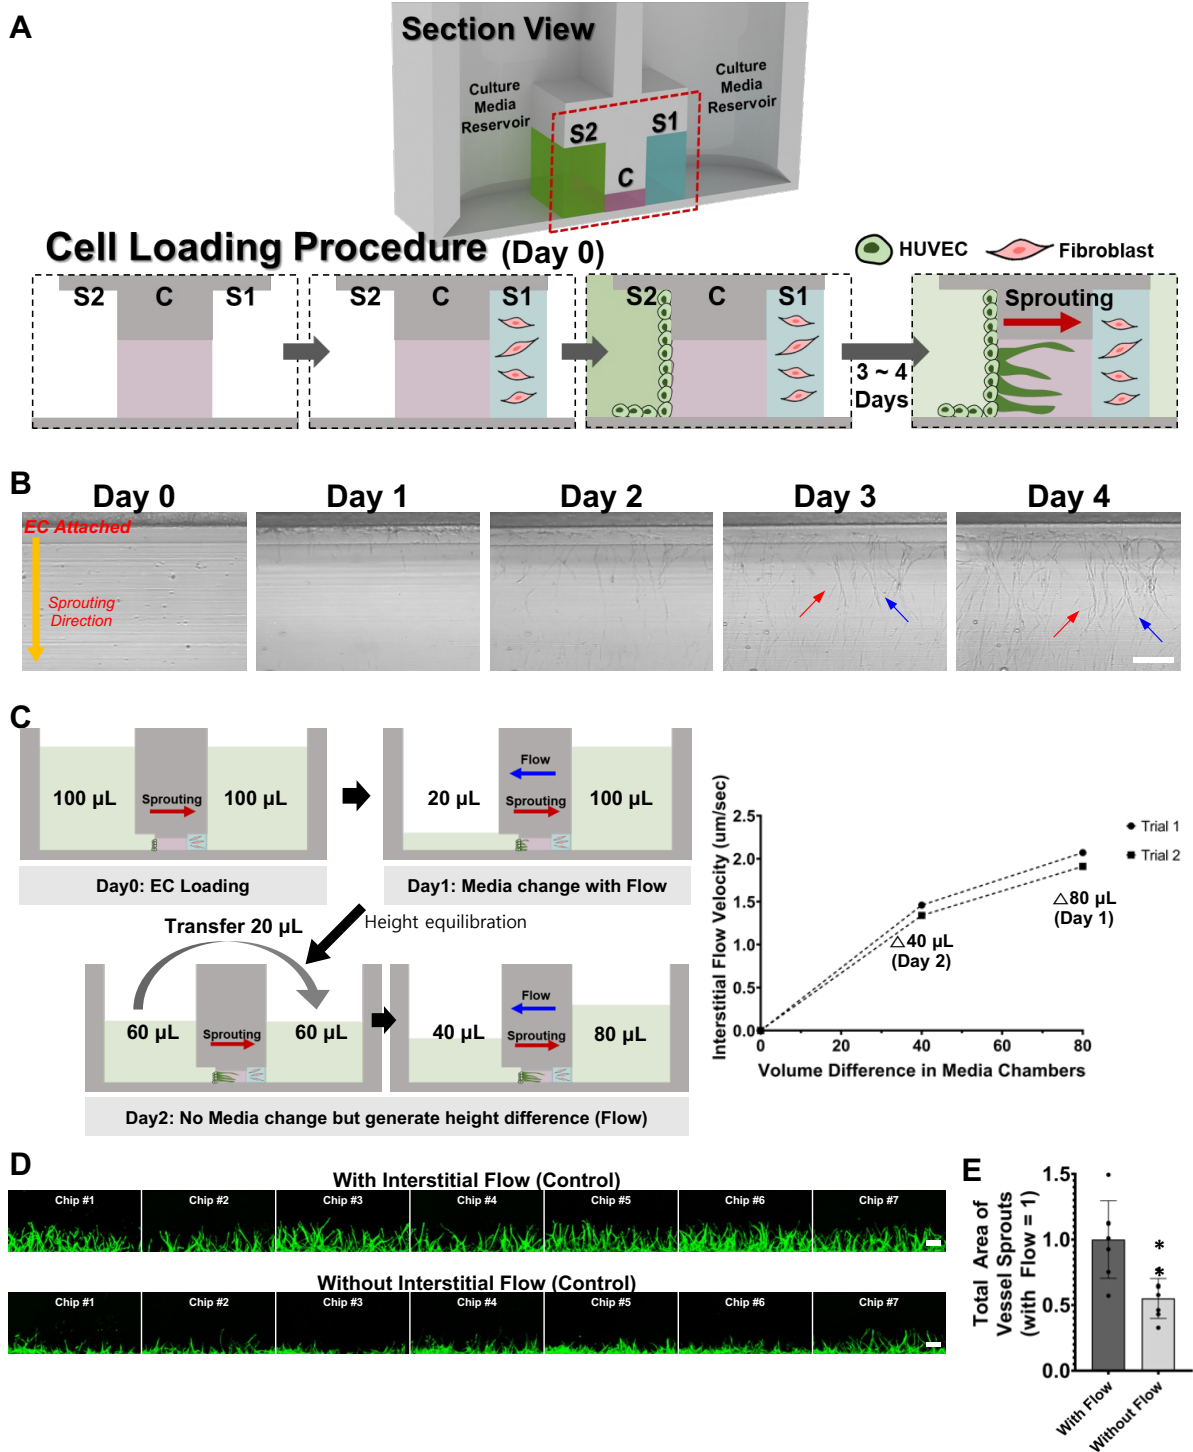 A
Section View
Culture
Media
Reservoir
Culture
Media
Reservoir
S2
S1
C
Cell Loading Procedure (Day 0)
HUVEC
Fibroblast
S2 C S1
S2 C S1
S2 C S1
Sprouting
3 ~ 4
Days
B
Day 0
Day 1
Day 2
Day 3
Day 4
EC Attached
Sprouting
Direction
C
100 µL
Sprouting
100 µL
Day0: EC Loading
20 µL
Flow
Sprouting
100 µL
Day1: Media change with Flow
Transfer 20 µL
Height equilibration
60 µL
Sprouting
60 µL
40 µL
Flow
Sprouting
80 µL
Day2: No Media change but generate height difference (Flow)
Interstitial Flow Velocity (um/sec)
2.5
2.0
1.5
1.0
0.5
0.0
0 20 40 60 80
Volume Difference in Media Chambers
Trial 1
Trial 2
△80 µL
(Day 1)
△40 µL
(Day 2)
D
With Interstitial Flow (Control)
Chip #1 Chip #2 Chip #3 Chip #4 Chip #5 Chip #6 Chip #7
Without Interstitial Flow (Control)
Chip #1 Chip #2 Chip #3 Chip #4 Chip #5 Chip #6 Chip #7
E
Total Area of
Vessel Sprouts
(with Flow = 1)
1.5
1.0
0.5
0.0
*
*
With Flow
Without Flow